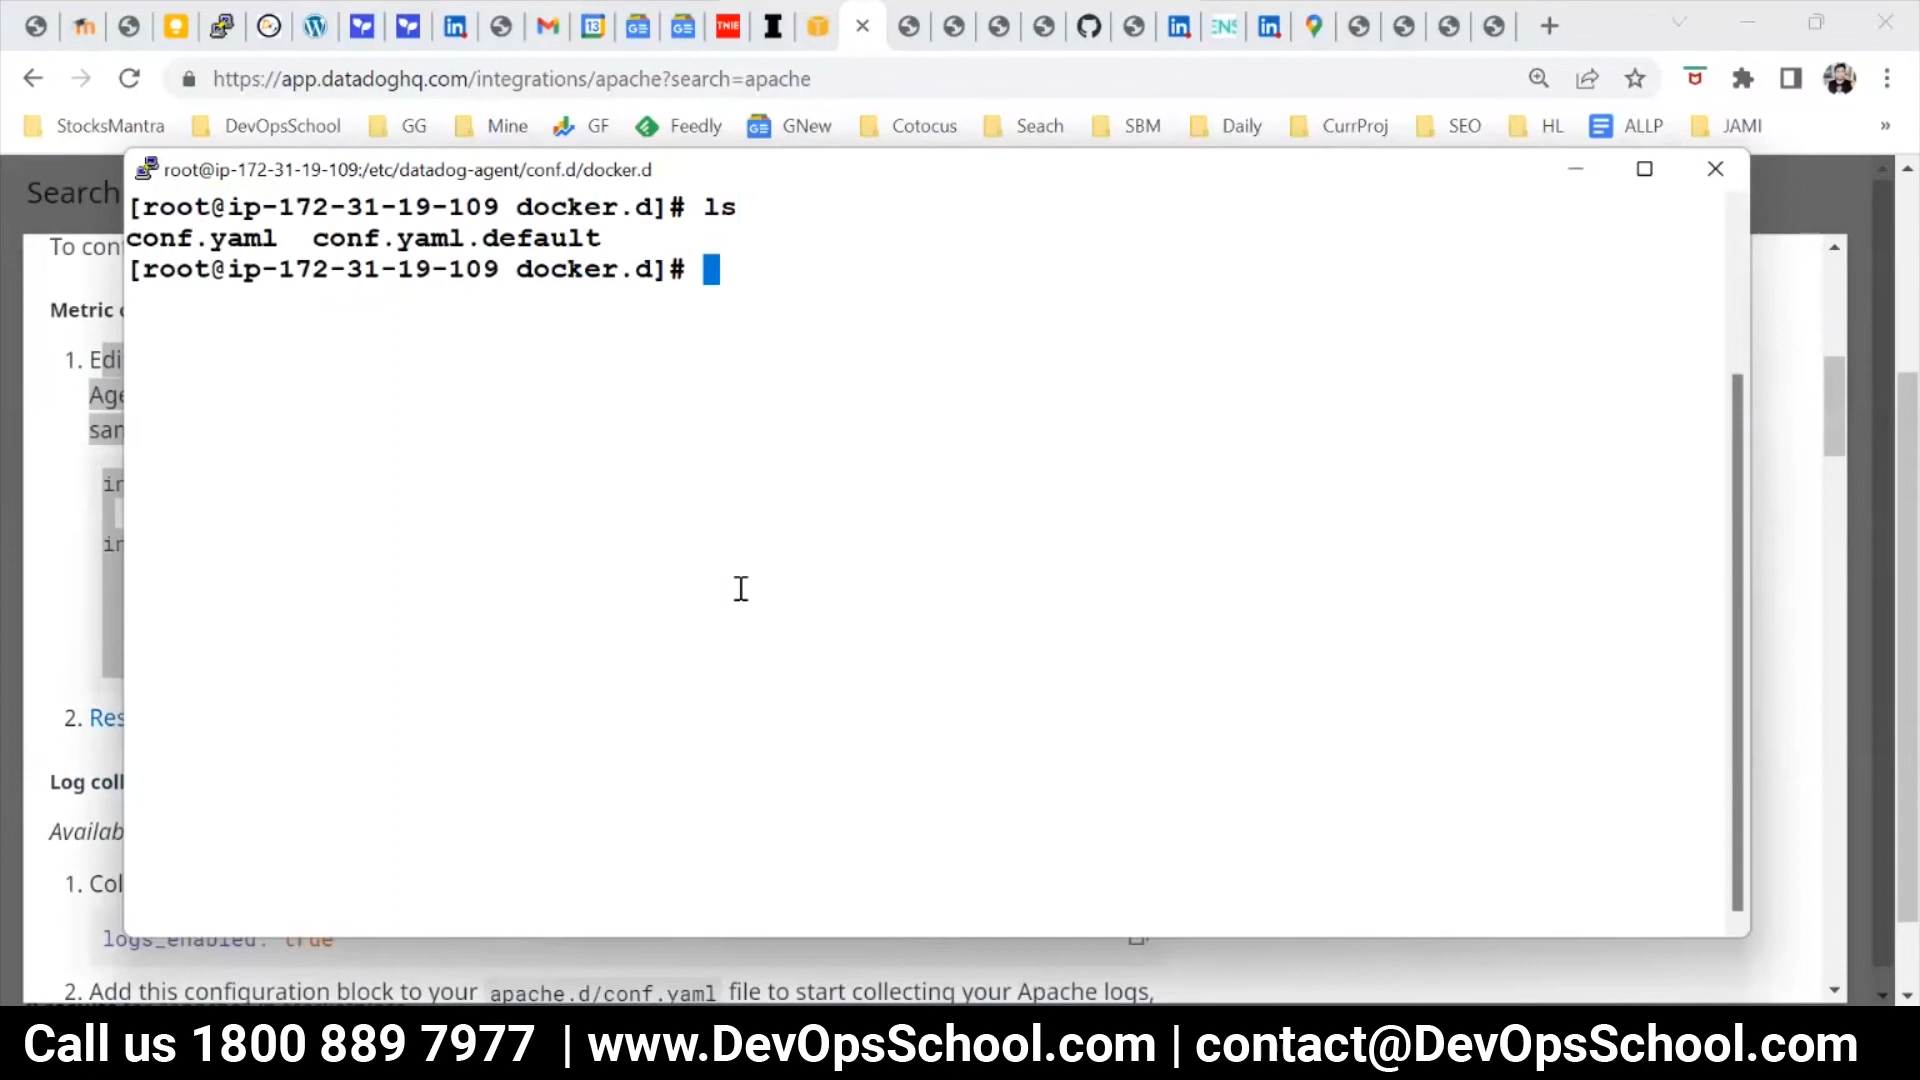 https://app.datadoghq.com/integrations/apache?search=apache
StocksMantra DevOpsSchool GG Mine GF Feedly GNew Cotocus Seach SBM Daily CurrProj SEO HL ALLP JAMI »
root@ip-172-31-19-109:/etc/datadog-agent/conf.d/docker.d
Search
[root@ip-172-31-19-109 docker.d]# ls
conf.yaml conf.yaml.default
[root@ip-172-31-19-109 docker.d]#
To con
Metric
1. Edi
Age
san
in
in
2. Res
Log coll
Availab
1. Col
logs_enabled: true
2. Add this configuration block to your apache.d/conf.yaml file to start collecting your Apache logs,
Call us 1800 889 7977 | www.DevOpsSchool.com | contact@DevOpsSchool.com